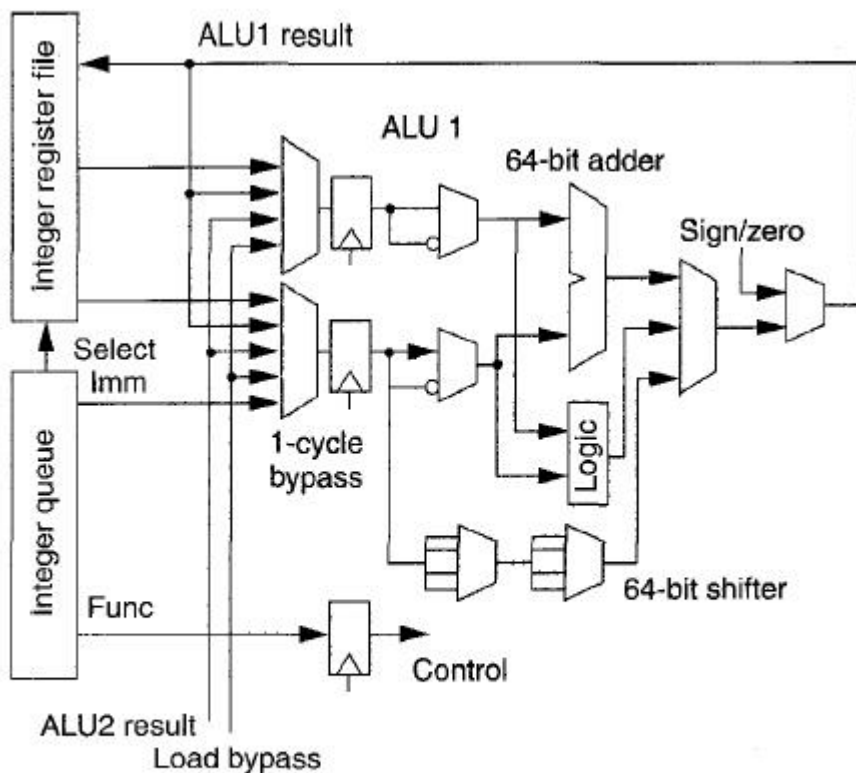 ALU1 result
Integer register file
ALU 1
64-bit adder
Sign/zero
Select
Imm
1-cycle
bypass
Logic
Integer queue
64-bit shifter
Func
Control
ALU2 result
Load bypass